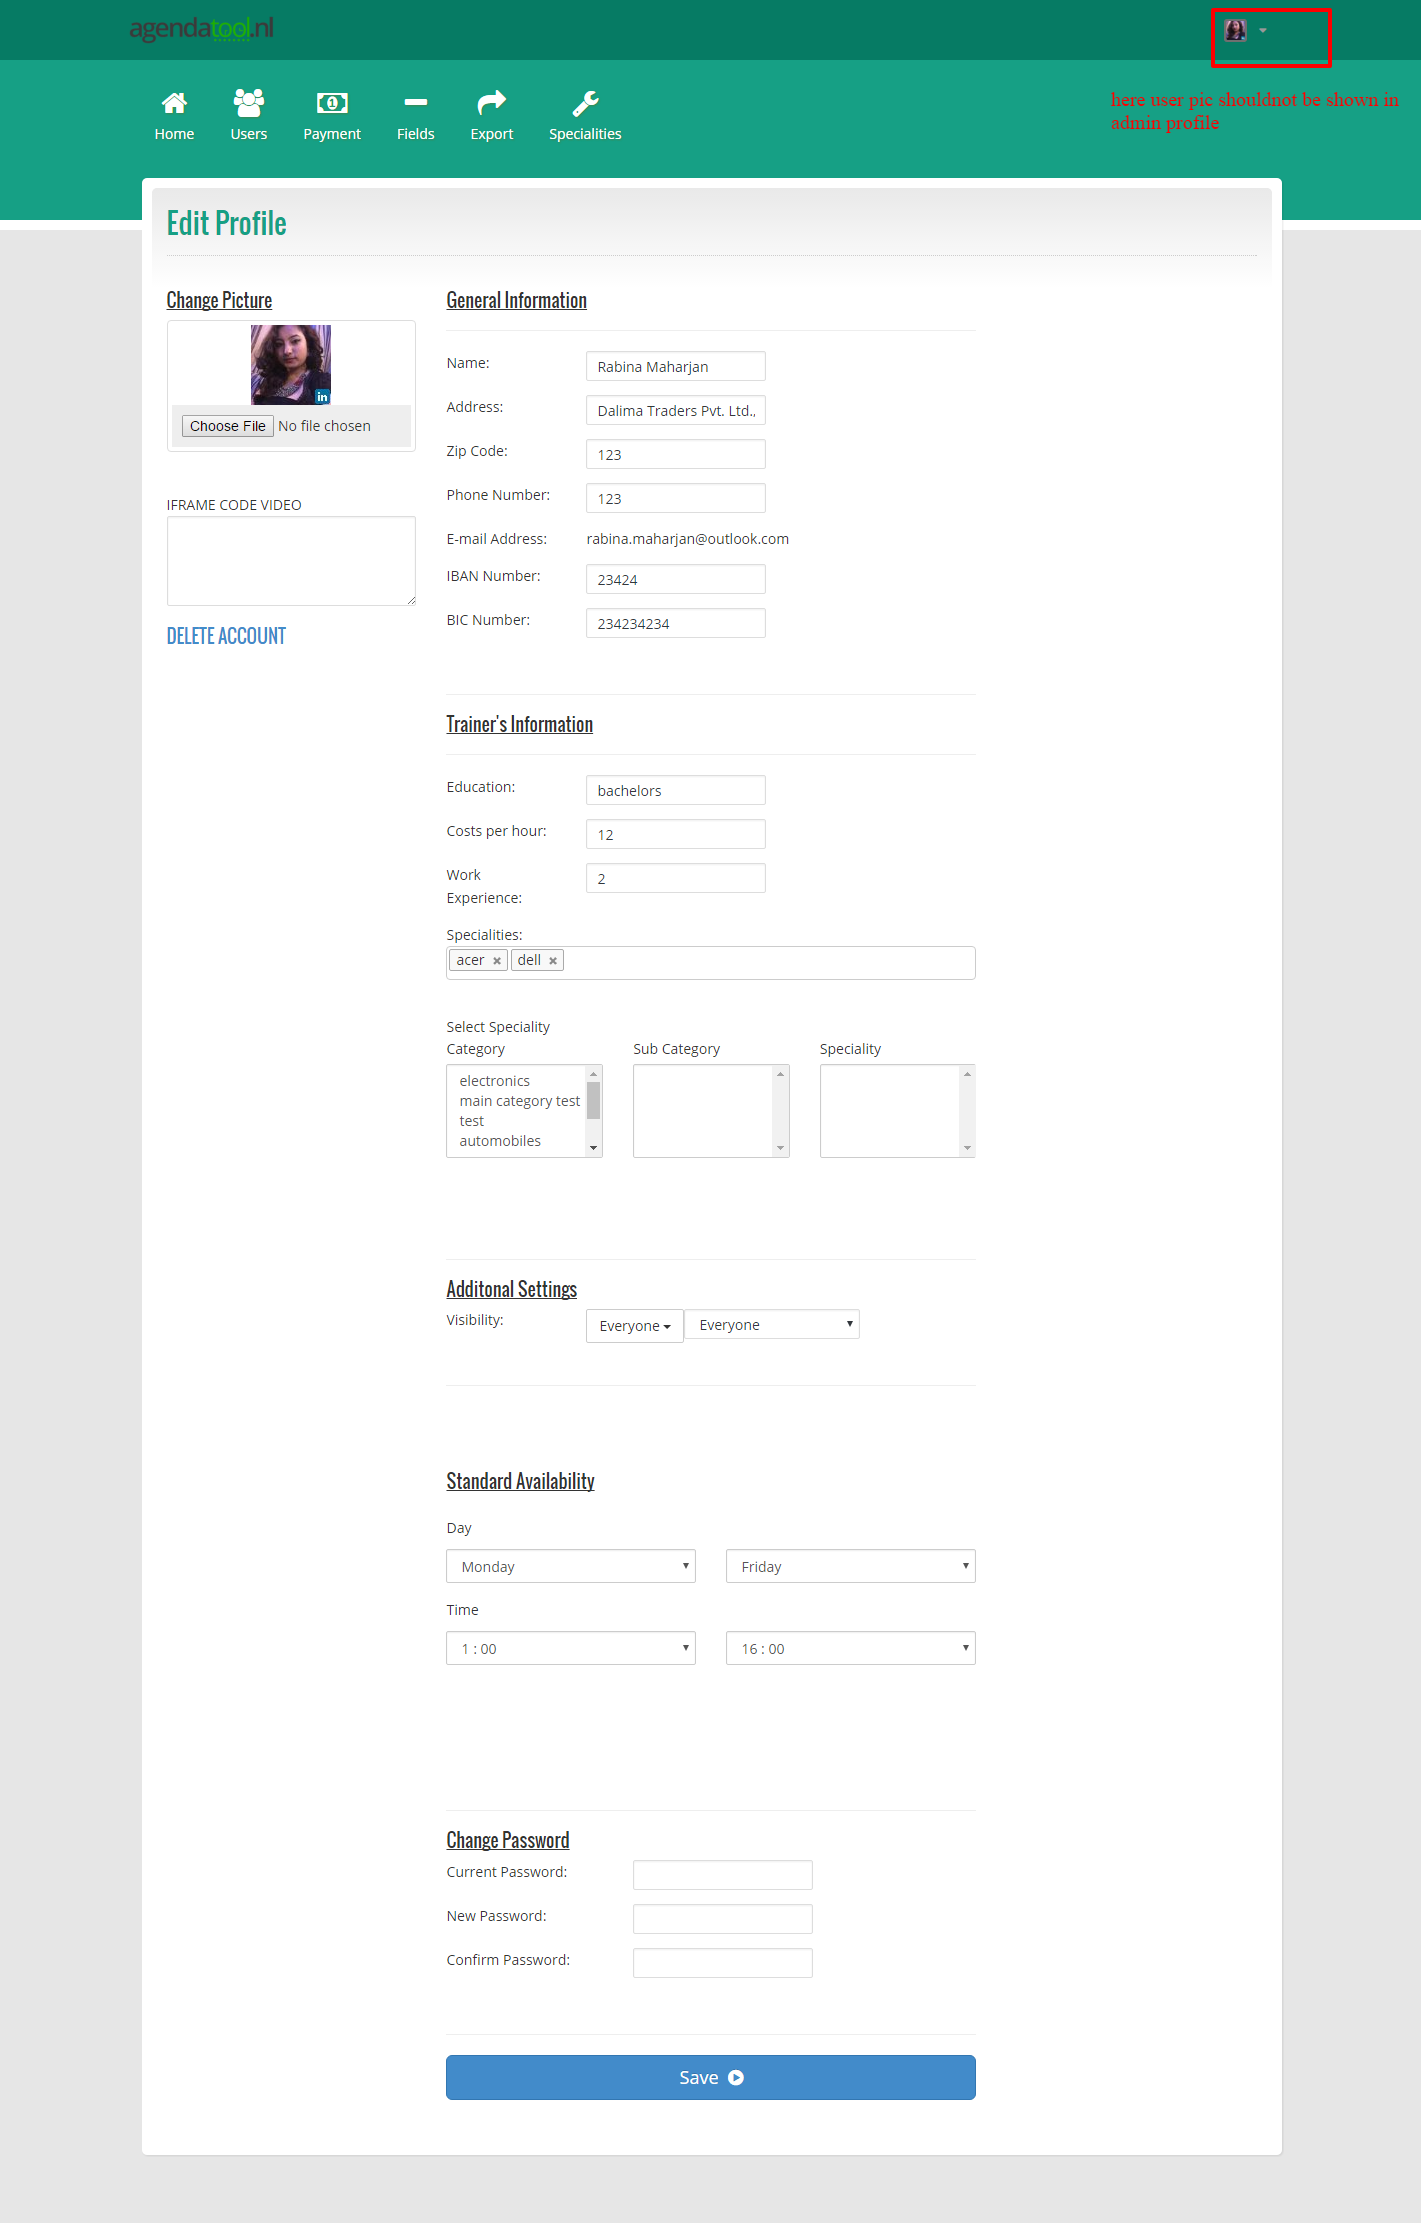 agendatool.nl
here user pic shouldnot be shown in
admin profile
Home Users Payment Fields Export Specialities
Edit Profile
Change Picture
in
Choose File No file chosen
IFRAME CODE VIDEO
DELETE ACCOUNT
General Information
Name: Rabina Maharjan
Address: Dalima Traders Pvt. Ltd.,
Zip Code: 123
Phone Number: 123
E-mail Address: rabina.maharjan@outlook.com
IBAN Number: 23424
BIC Number: 234234234
Trainer's Information
Education: bachelors
Costs per hour: 12
Work
Experience: 2
Specialities:
acer × dell ×
Select Speciality
Category Sub Category Speciality
electronics
main category test
test
automobiles
Additonal Settings
Visibility: Everyone Everyone
Standard Availability
Day
Monday Friday
Time
1 : 00 16 : 00
Change Password
Current Password:
New Password:
Confirm Password:
Save